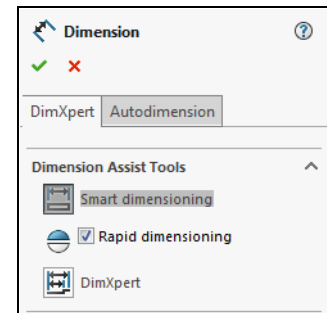 Dimension
DimXpert Autodimension
Dimension Assist Tools
Smart dimensioning
Rapid dimensioning
DimXpert